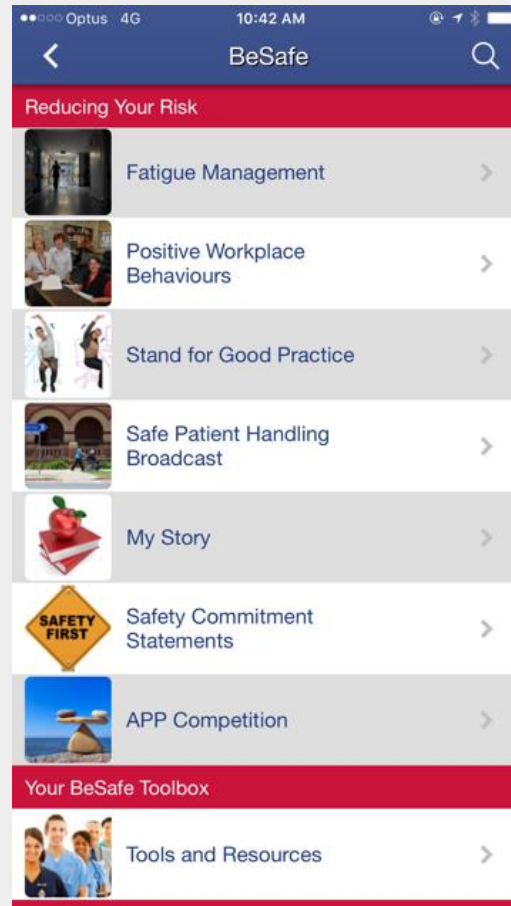 Optus 4G 10:42 AM
BeSafe
Reducing Your Risk
Fatigue Management
Positive Workplace
Behaviours
Stand for Good Practice
Safe Patient Handling
Broadcast
My Story
SAFETY
FIRST
Safety Commitment
Statements
APP Competition
Your BeSafe Toolbox
Tools and Resources